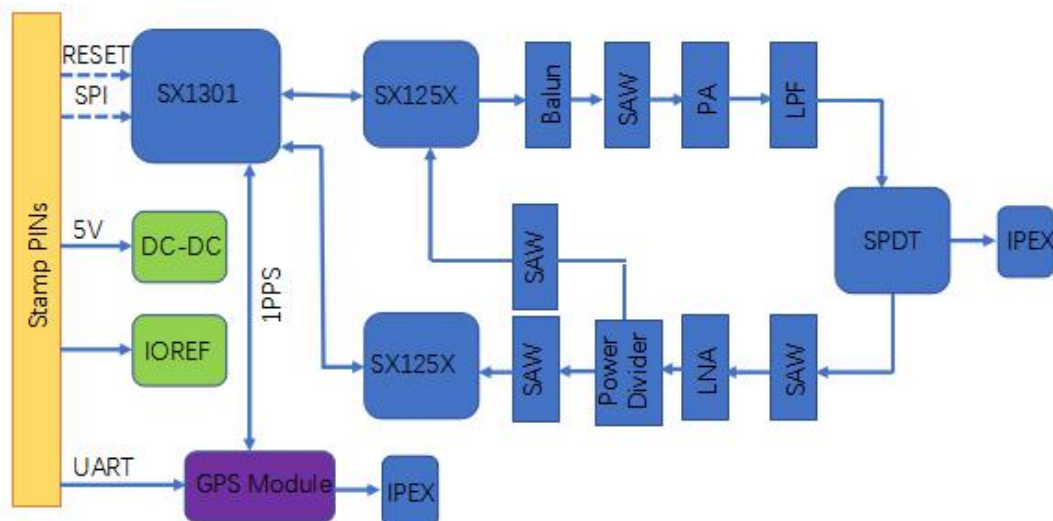 RESET
SPI
SX1301
SX125X
Balun
SAW
PA
LPF
Stamp PINs
5V
DC-DC
1PPS
SAW
SPDT
IPEX
IOREF
SX125X
SAW
Power
Divider
LNA
SAW
UART
GPS Module
IPEX